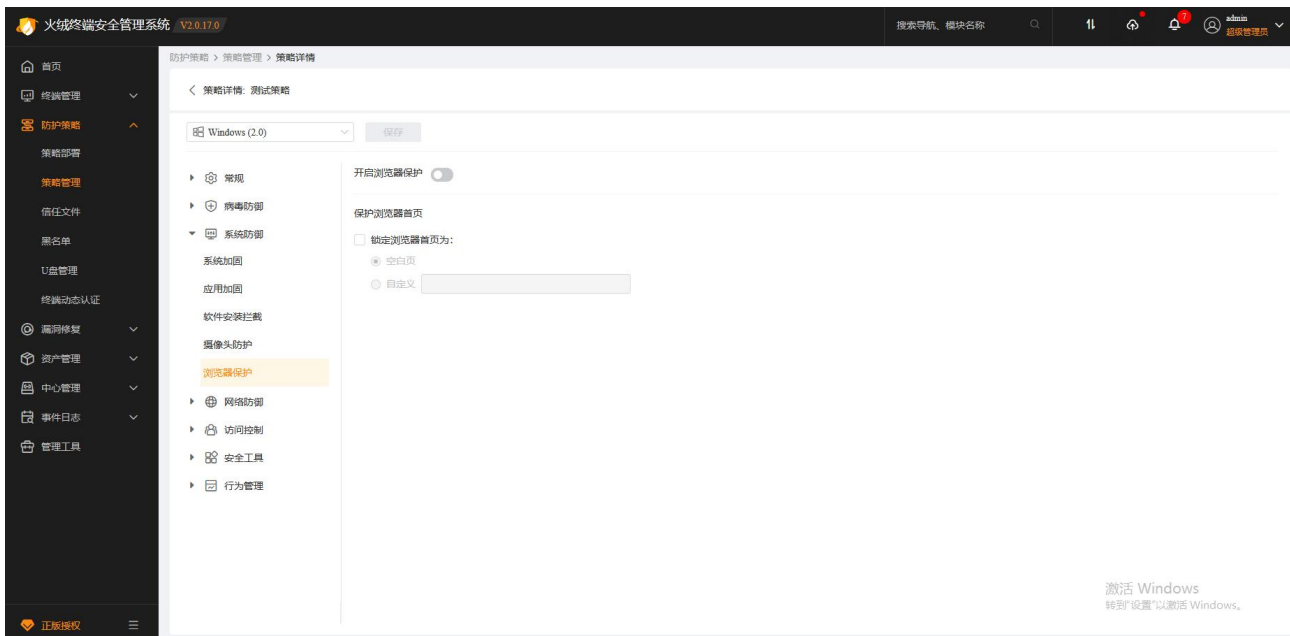 火绒终端安全管理系统 V2.0.17.0
搜索导航、模块名称
7
admin
超级管理员
首页
终端管理
防护策略
策略部署
策略管理
信任文件
黑名单
U盘管理
终端动态认证
漏洞修复
资产管理
中心管理
事件日志
管理工具
正版授权
防护策略 > 策略管理 > 策略详情
策略详情: 测试策略
Windows (2.0)
保存
常规
病毒防御
系统防御
系统加固
应用加固
软件安装拦截
摄像头防护
浏览器保护
网络防御
访问控制
安全工具
行为管理
开启浏览器保护
保护浏览器首页
锁定浏览器首页为:
空白页
自定义
激活 Windows
转到"设置"以激活 Windows。